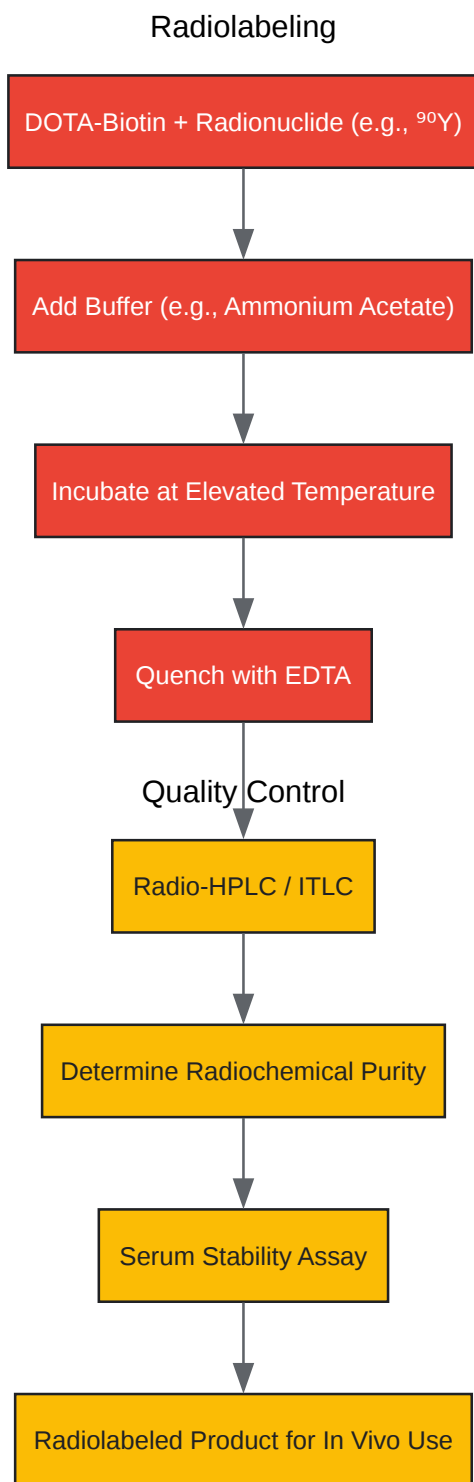 Radiolabeling
DOTA-Biotin + Radionuclide (e.g., ⁹⁰Y)
Add Buffer (e.g., Ammonium Acetate)
Incubate at Elevated Temperature
Quench with EDTA
Quality Control
Radio-HPLC / ITLC
Determine Radiochemical Purity
Serum Stability Assay
Radiolabeled Product for In Vivo Use